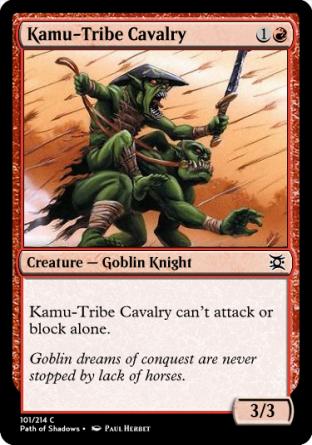 Kamu-Tribe Cavalry 1
Creature — Goblin Knight
Kamu-Tribe Cavalry can't attack or
block alone.
Goblin dreams of conquest are never
stopped by lack of horses.
3/3
101/214 C
Path of Shadows • Paul Herbet